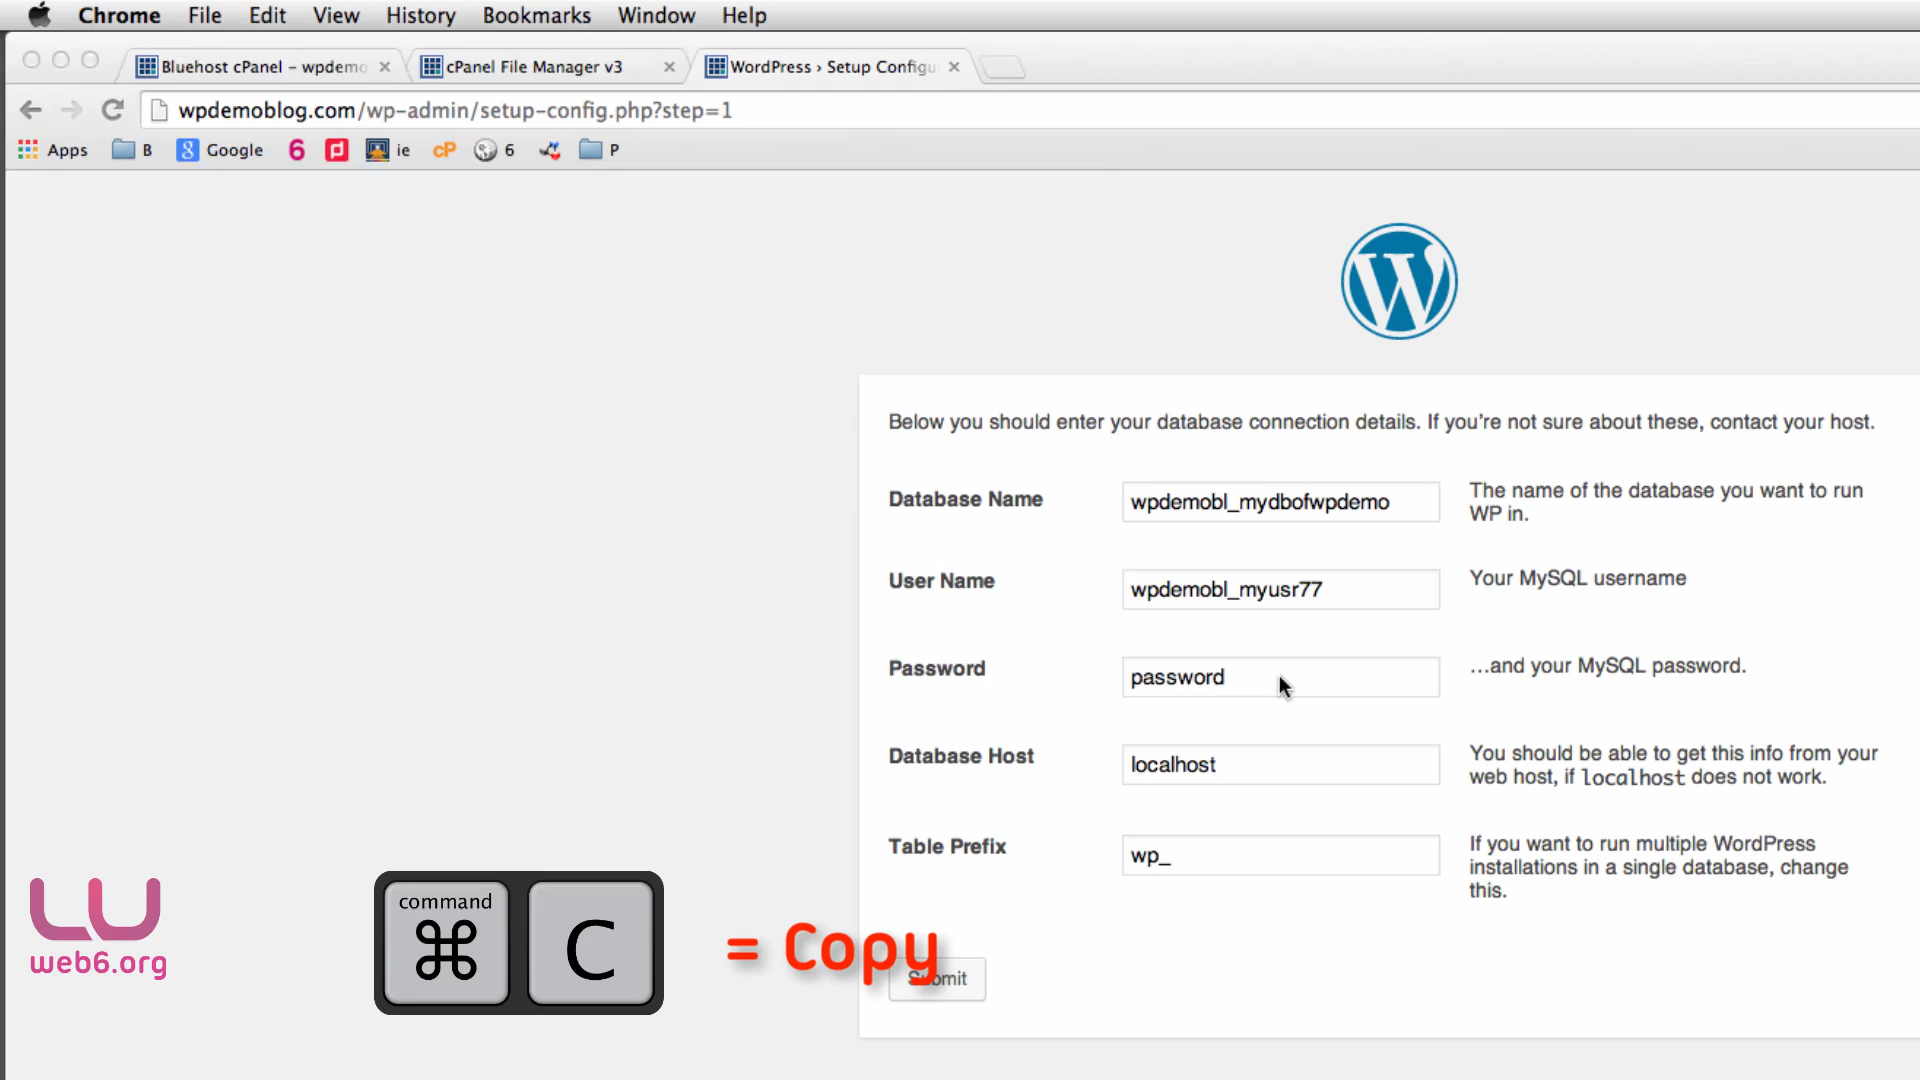 Chrome File Edit View History Bookmarks Window Help
Bluehost cPanel – wpdemo
cPanel File Manager v3
WordPress › Setup Configu
wpdemoblog.com/wp-admin/setup-config.php?step=1
Apps B Google 6 ie cP 6 P
Below you should enter your database connection details. If you're not sure about these, contact your host.
Database Name
wpdemobl_mydbofwpdemo
The name of the database you want to run
WP in.
User Name
wpdemobl_myusr77
Your MySQL username
Password
password
…and your MySQL password.
Database Host
localhost
You should be able to get this info from your
web host, if localhost does not work.
Table Prefix
wp_
If you want to run multiple WordPress
installations in a single database, change
this.
command
⌘
C
= Copy
Submit
web6.org